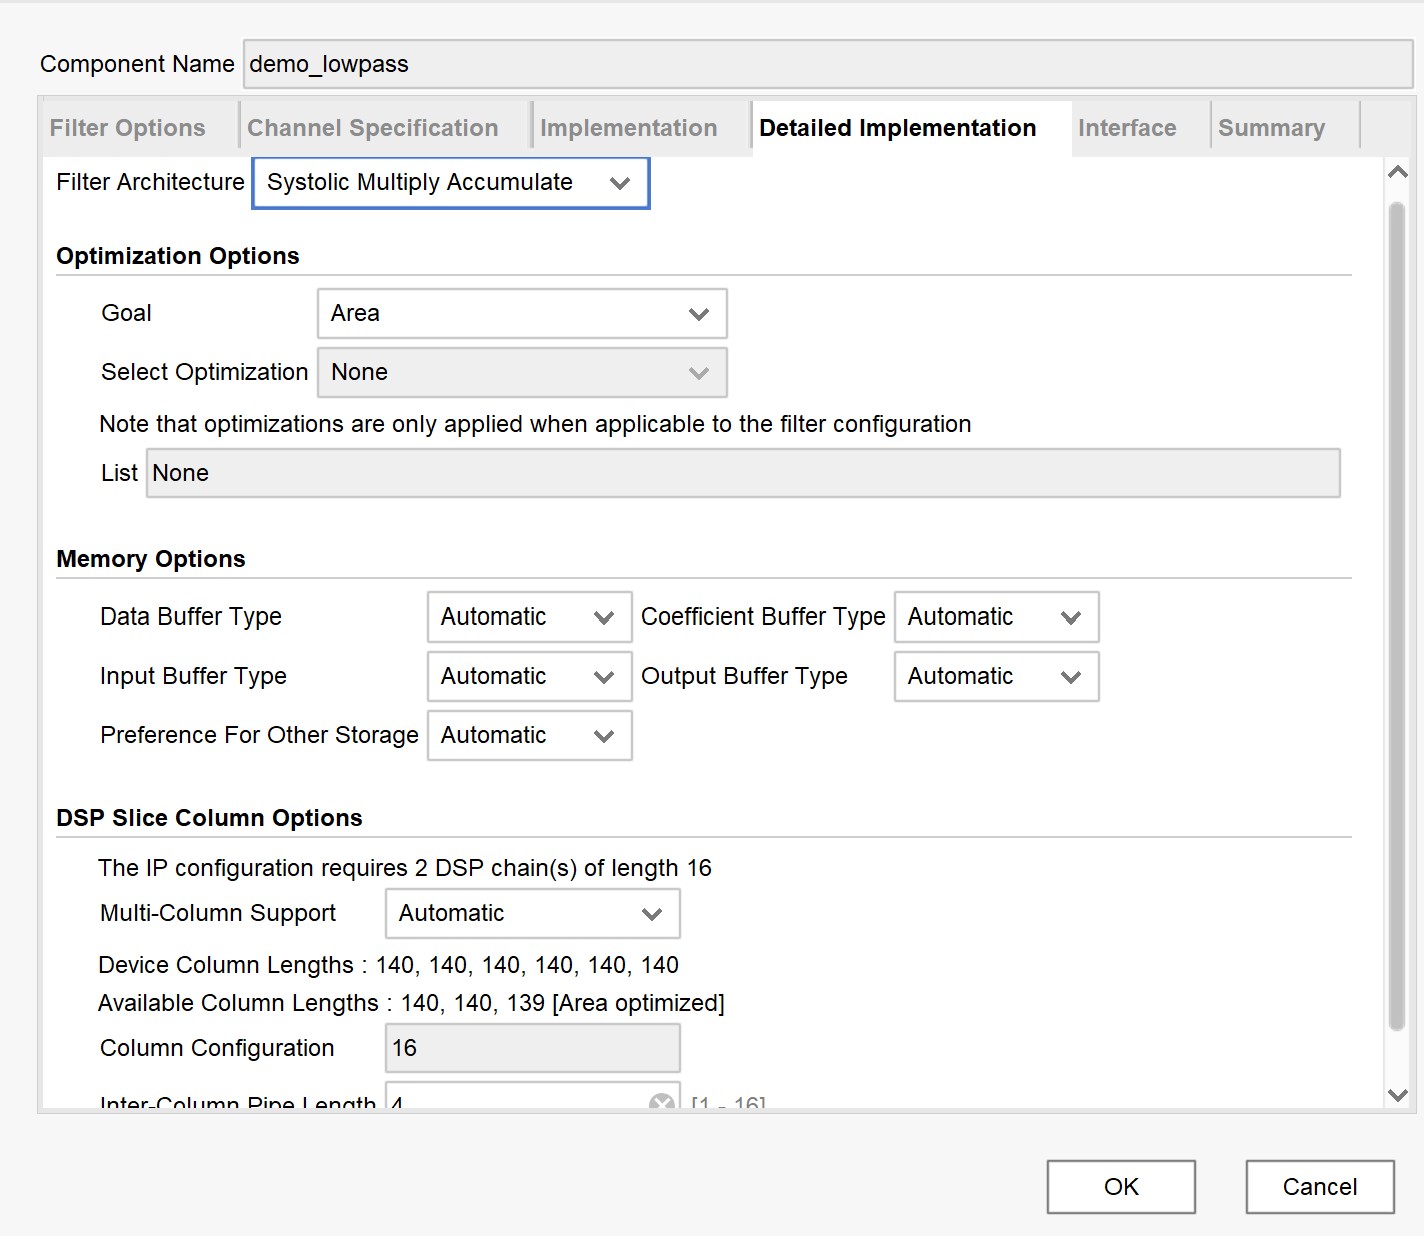 Component Name demo_lowpass
Filter Options Channel Specification Implementation Detailed Implementation Interface Summary
Filter Architecture Systolic Multiply Accumulate
Optimization Options
Goal Area
Select Optimization None
Note that optimizations are only applied when applicable to the filter configuration
List None
Memory Options
Data Buffer Type Automatic Coefficient Buffer Type Automatic
Input Buffer Type Automatic Output Buffer Type Automatic
Preference For Other Storage Automatic
DSP Slice Column Options
The IP configuration requires 2 DSP chain(s) of length 16
Multi-Column Support Automatic
Device Column Lengths : 140, 140, 140, 140, 140, 140
Available Column Lengths : 140, 140, 139 [Area optimized]
Column Configuration 16
Inter-Column Pipe Length 4 [1 - 16]
OK Cancel